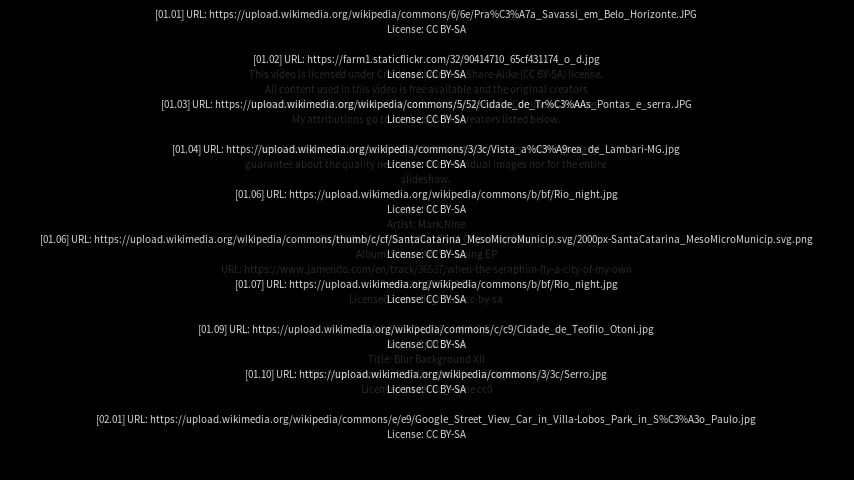 [01.01] URL: https://upload.wikimedia.org/wikipedia/commons/6/6e/Pra%C3%A7a_Savassi_em_Belo_Horizonte.JPG
License: CC BY-SA
[01.02] URL: https://farm1.staticflickr.com/32/90414710_65cf431174_o_d.jpg
This video is licensed under Share-Alike (CC BY-SA) license.
License: CC BY-SA
All content used in this video is free available and the original creators
[01.03] URL: https://upload.wikimedia.org/wikipedia/commons/5/52/Cidade_de_Tr%C3%AAs_Pontas_e_serra.JPG
My attributions go to creators listed below.
License: CC BY-SA
[01.04] URL: https://upload.wikimedia.org/wikipedia/commons/3/3c/Vista_a%C3%A9rea_de_Lambari-MG.jpg
guarantee about the quality images nor for the entire
License: CC BY-SA
slideshow.
[01.06] URL: https://upload.wikimedia.org/wikipedia/commons/b/bf/Rio_night.jpg
License: CC BY-SA
Artist: Mark.Nine
[01.06] URL: https://upload.wikimedia.org/wikipedia/commons/thumb/c/cf/SantaCatarina_MesoMicroMunicip.svg/2000px-SantaCatarina_MesoMicroMunicip.svg.png
License: CC BY-SA
URL: https://www.jamendo.com/en/track/36537/when-the-seraphim-fly-a-city-of-my-own
[01.07] URL: https://upload.wikimedia.org/wikipedia/commons/b/bf/Rio_night.jpg
License: CC BY-SA
[01.09] URL: https://upload.wikimedia.org/wikipedia/commons/c/c9/Cidade_de_Teofilo_Otoni.jpg
License: CC BY-SA
Title: Blur Background XII
[01.10] URL: https://upload.wikimedia.org/wikipedia/commons/3/3c/Serro.jpg
License: CC BY-SA
[02.01] URL: https://upload.wikimedia.org/wikipedia/commons/e/e9/Google_Street_View_Car_in_Villa-Lobos_Park_in_S%C3%A3o_Paulo.jpg
License: CC BY-SA